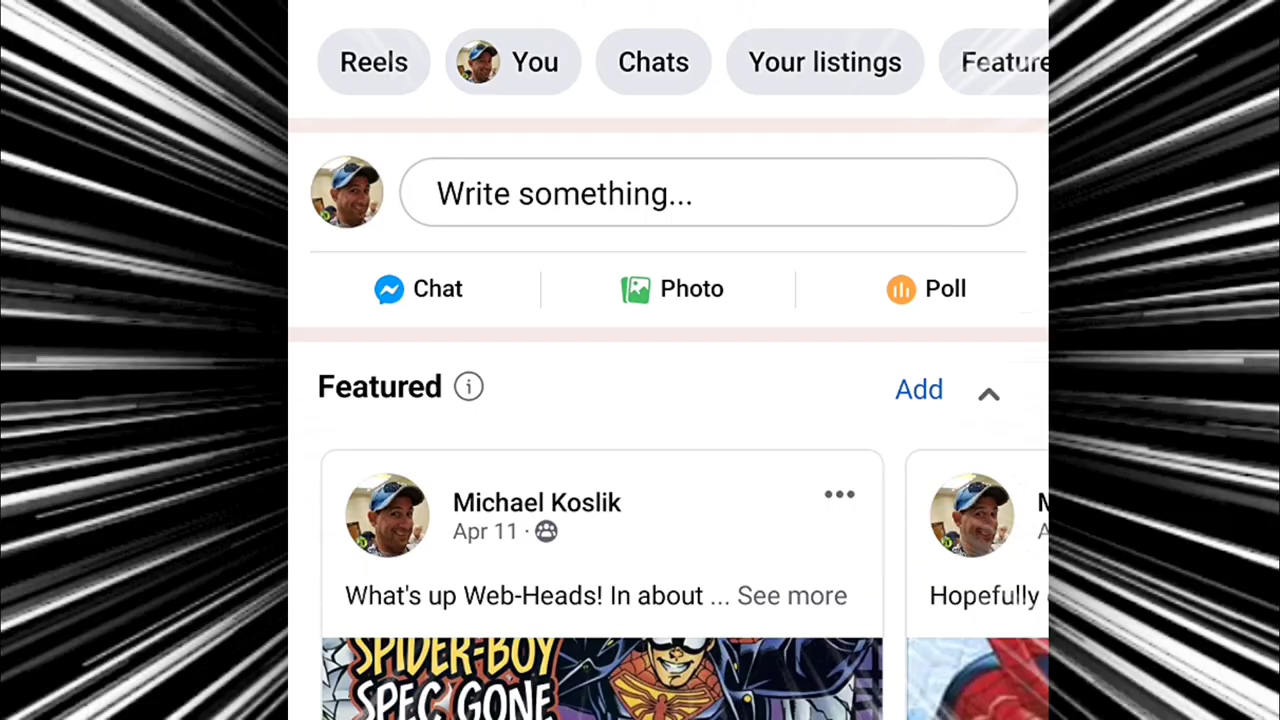 Reels You Chats Your listings Feature
Write something...
Chat Photo Poll
Featured Add
Michael Koslik
Apr 11 ·
What's up Web-Heads! In about ... See more
Hopefully
SPIDER-BOY
SPEC GONE